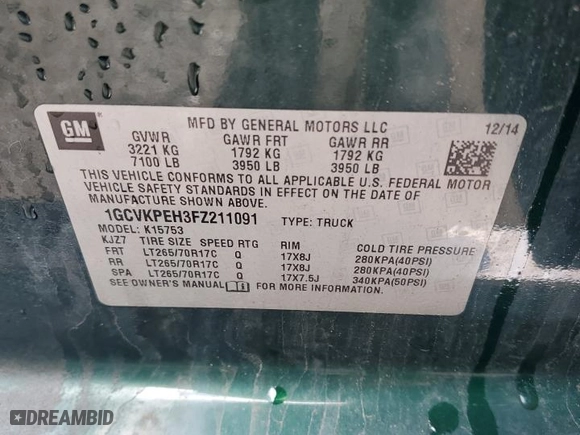 GM
MFD BY GENERAL MOTORS LLC 12/14
GVWR GAWR FRT GAWR RR
3221 KG 1792 KG 1792 KG
7100 LB 3950 LB 3950 LB
THIS VEHICLE CONFORMS TO ALL APPLICABLE U.S. FEDERAL MOTOR
VEHICLE SAFETY STANDARDS IN EFFECT ON THE DATE OF
MANUFACTURE SHOWN ABOVE.
1GCVKPEH3FZ211091 TYPE: TRUCK
MODEL: K15753
KJZ7 TIRE SIZE SPEED RTG RIM COLD TIRE PRESSURE
FRT LT265/70R17C Q 17X8J 280KPA(40PSI)
RR LT265/70R17C Q 17X8J 280KPA(40PSI)
SPA LT265/70R17C Q 17X7.5J 340KPA(50PSI)
SEE OWNER'S MANUAL FOR MORE INFORMATION.
DREAMBID